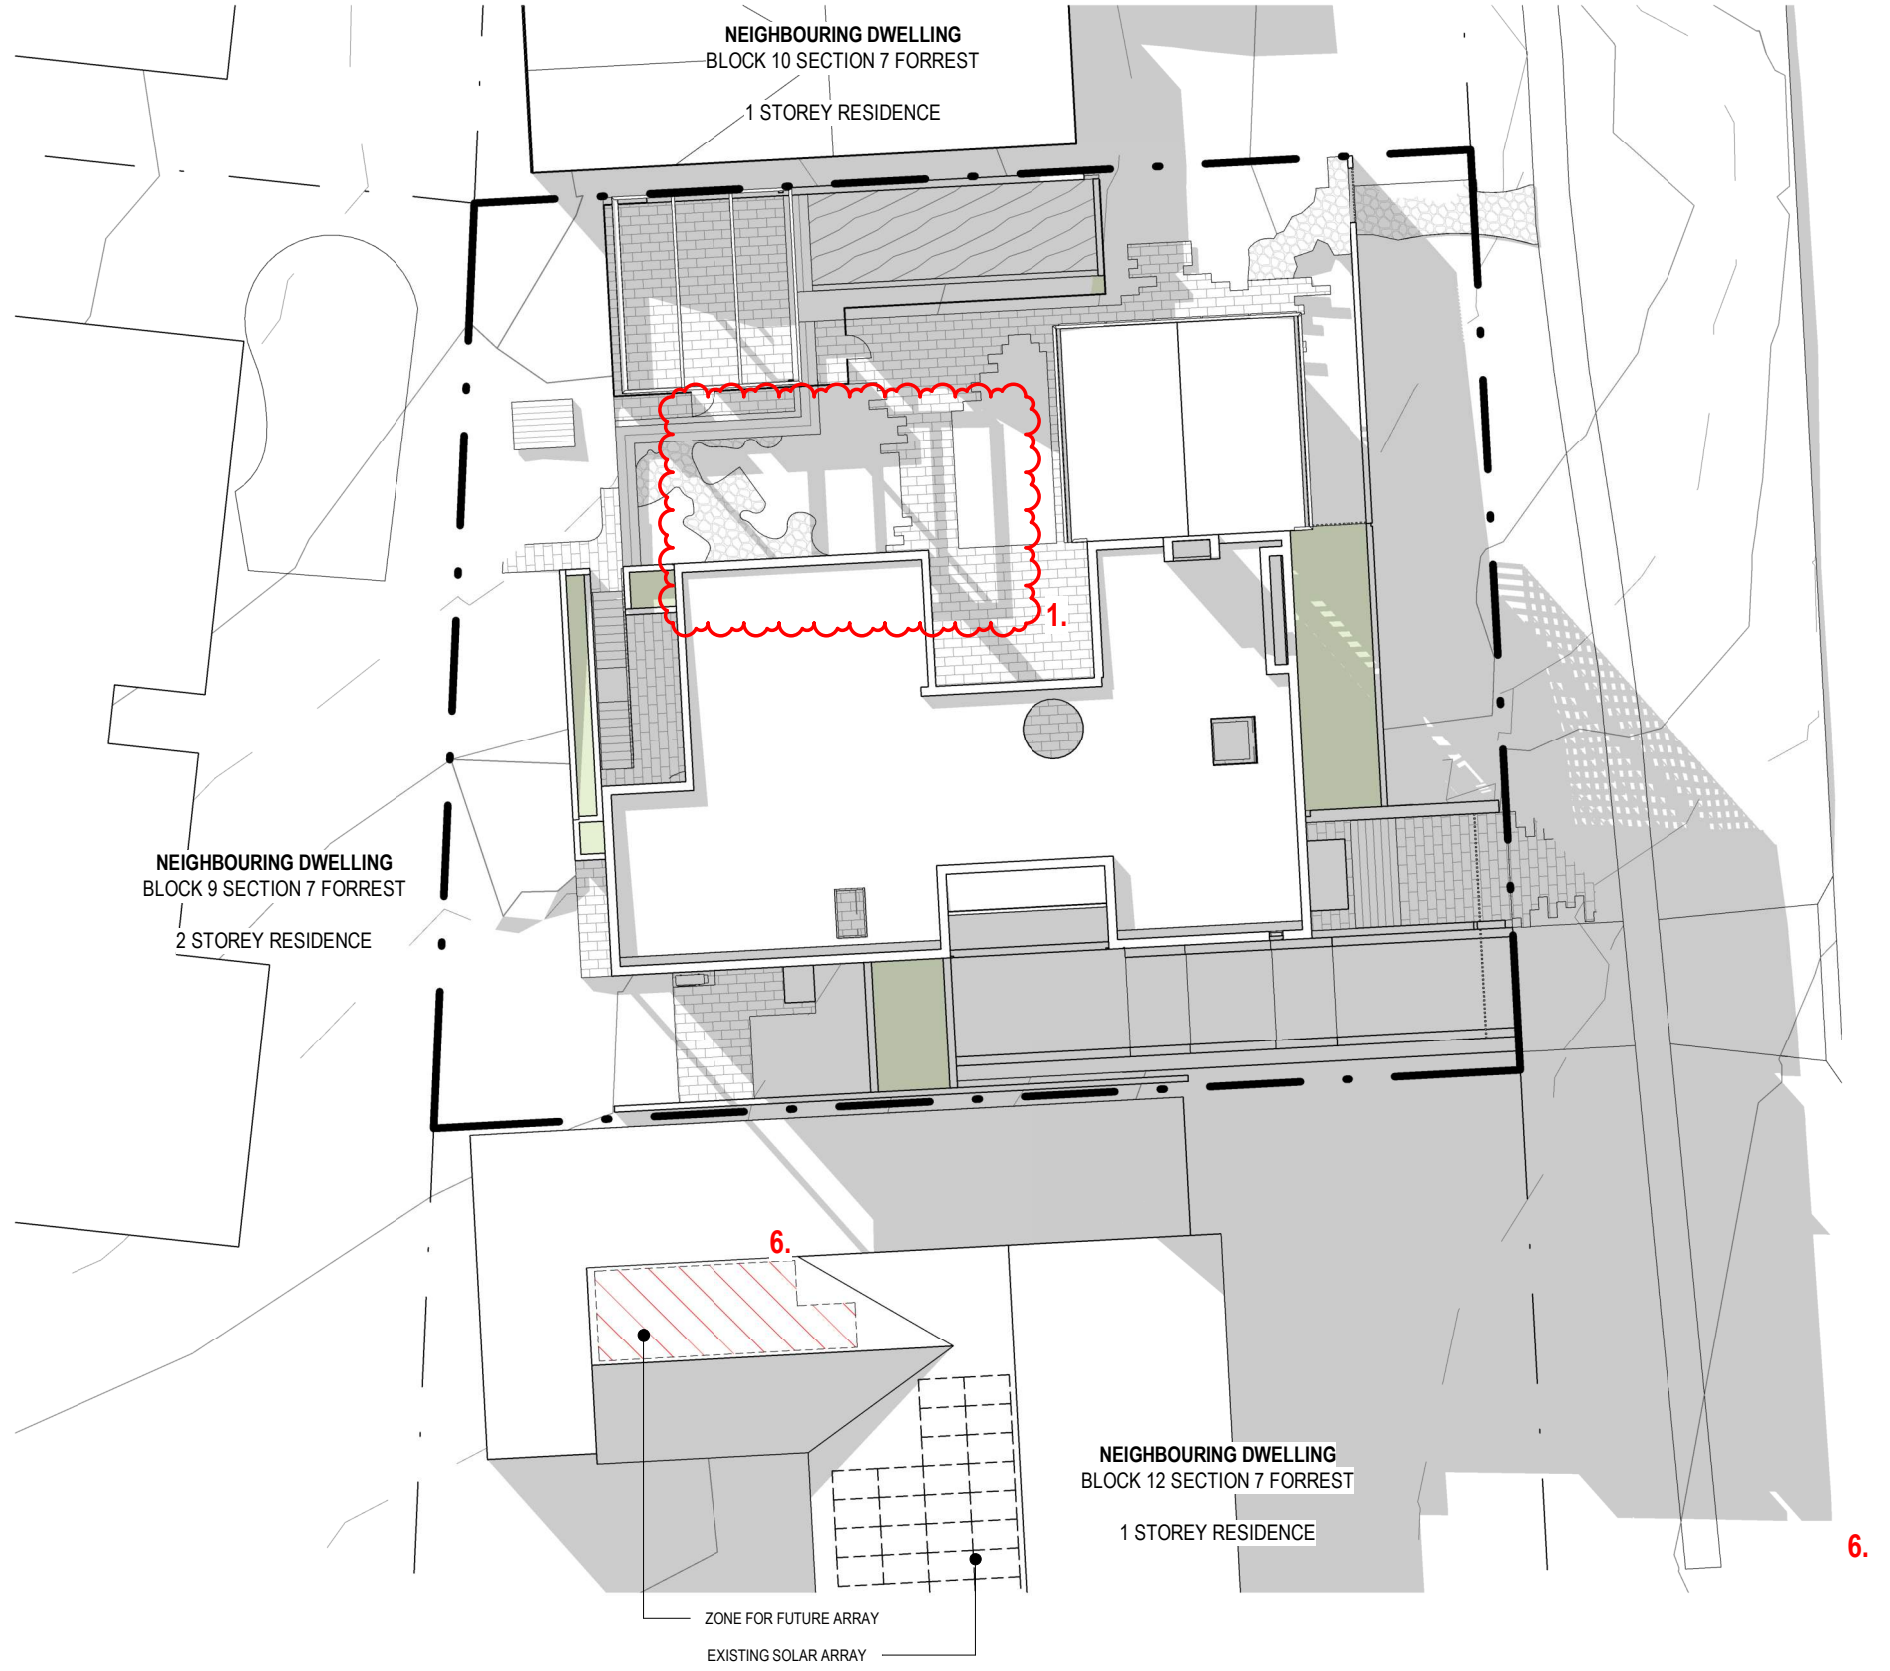 NEIGHBOURING DWELLING
BLOCK 10 SECTION 7 FORREST
1 STOREY RESIDENCE
1.
NEIGHBOURING DWELLING
BLOCK 9 SECTION 7 FORREST
2 STOREY RESIDENCE
6.
NEIGHBOURING DWELLING
BLOCK 12 SECTION 7 FORREST
1 STOREY RESIDENCE
6.
ZONE FOR FUTURE ARRAY
EXISTING SOLAR ARRAY